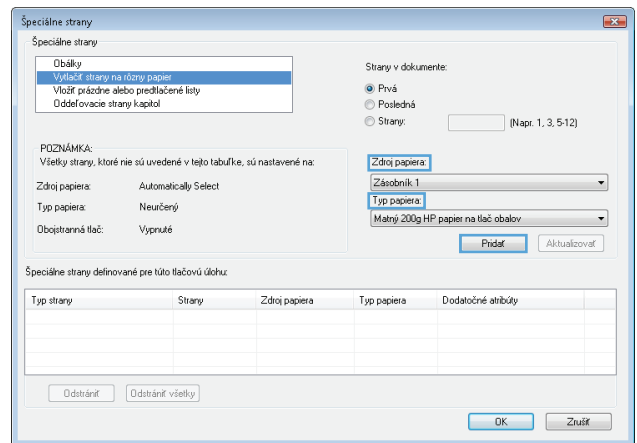 Špeciálne strany
Špeciálne strany
Obálky
Vytlačiť strany na rôzny papier
Vložiť prázdne alebo predtlačené listy
Oddeľovacie strany kapitol
Strany v dokumente:
Prvá
Posledná
Strany:
(Napr. 1, 3, 5-12)
POZNÁMKA:
Všetky strany, ktoré nie sú uvedené v tejto tabuľke, sú nastavené na:
Zdroj papiera: Automatically Select
Typ papiera: Neurčený
Obojstranná tlač: Vypnuté
Zdroj papiera:
Zásobník 1
Typ papiera:
Matný 200g HP papier na tlač obalov
Pridať Aktualizovať
Špeciálne strany definované pre túto tlačovú úlohu:
Typ strany Strany Zdroj papiera Typ papiera Dodatočné atribúty
Odstrániť Odstrániť všetky
OK Zrušiť